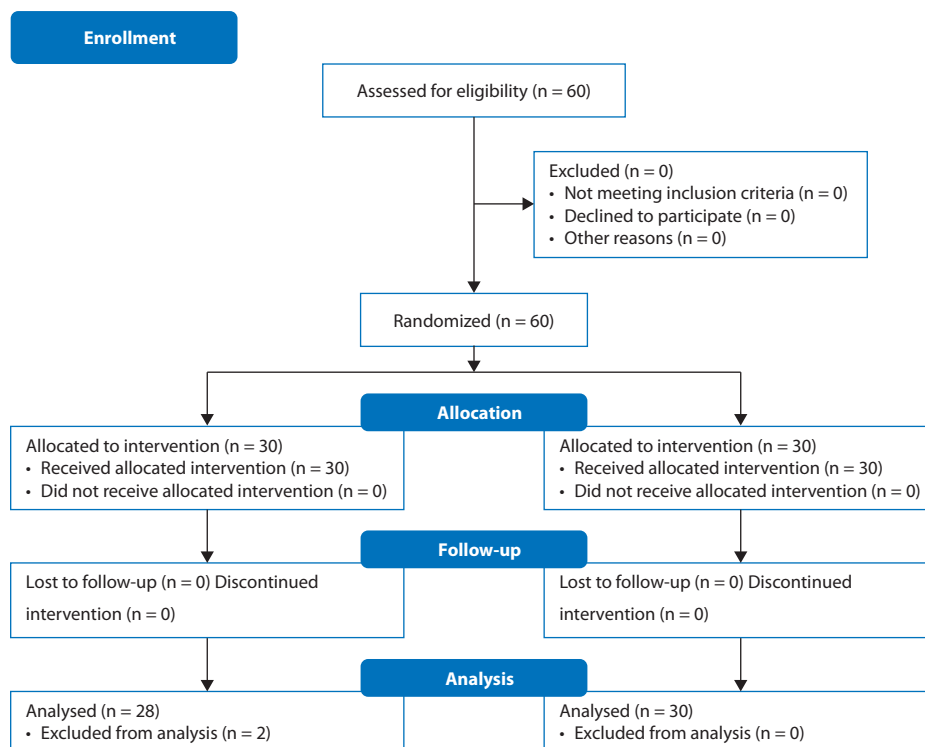 Enrollment
Assessed for eligibility (n = 60)
Excluded (n = 0)
• Not meeting inclusion criteria (n = 0)
• Declined to participate (n = 0)
• Other reasons (n = 0)
Randomized (n = 60)
Allocation
Allocated to intervention (n = 30)
• Received allocated intervention (n = 30)
• Did not receive allocated intervention (n = 0)
Allocated to intervention (n = 30)
• Received allocated intervention (n = 30)
• Did not receive allocated intervention (n = 0)
Follow-up
Lost to follow-up (n = 0) Discontinued
intervention (n = 0)
Lost to follow-up (n = 0) Discontinued
intervention (n = 0)
Analysis
Analysed (n = 28)
• Excluded from analysis (n = 2)
Analysed (n = 30)
• Excluded from analysis (n = 0)